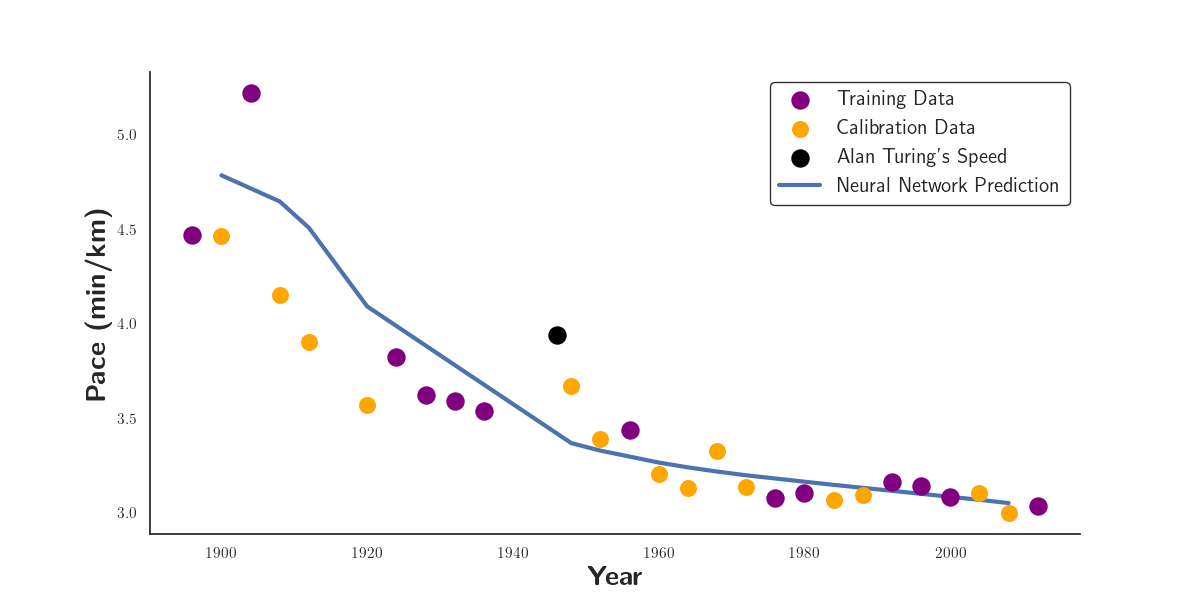 Training Data
Calibration Data
Alan Turing's Speed
Neural Network Prediction
Pace (min/km)
5.0
4.5
4.0
3.5
3.0
1900 1920 1940 1960 1980 2000
Year